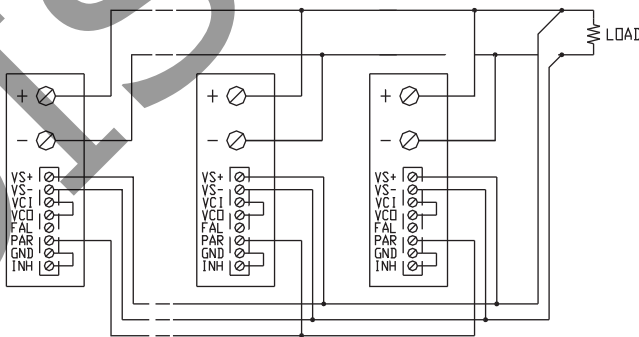 LOAD
+
+
+
−
−
−
VS+
VS-
VCI
VCO
FAL
PAR
GND
INH
VS+
VS-
VCI
VCO
FAL
PAR
GND
INH
VS+
VS-
VCI
VCO
FAL
PAR
GND
INH